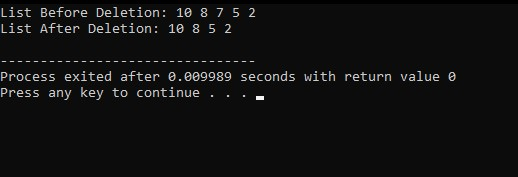 List Before Deletion: 10 8 7 5 2
List After Deletion: 10 8 5 2
--------------------------------
Process exited after 0.009989 seconds with return value 0
Press any key to continue . . .